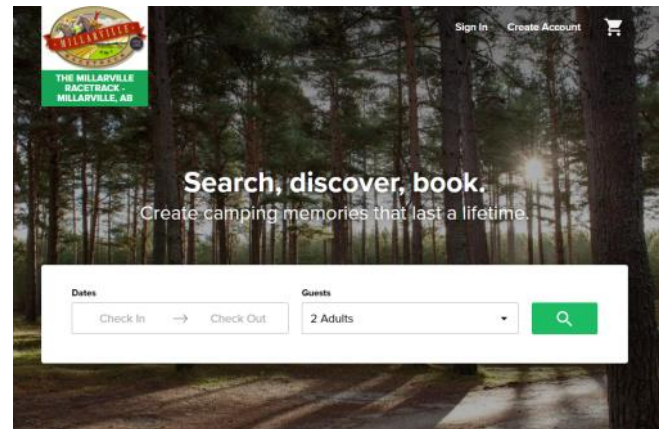 MILLARVILLE
RACETRACK
Sign In Create Account
THE MILLARVILLE
RACETRACK -
MILLARVILLE, AB
Search, discover, book.
Create camping memories that last a lifetime.
Dates
Guests
Check In → Check Out
2 Adults